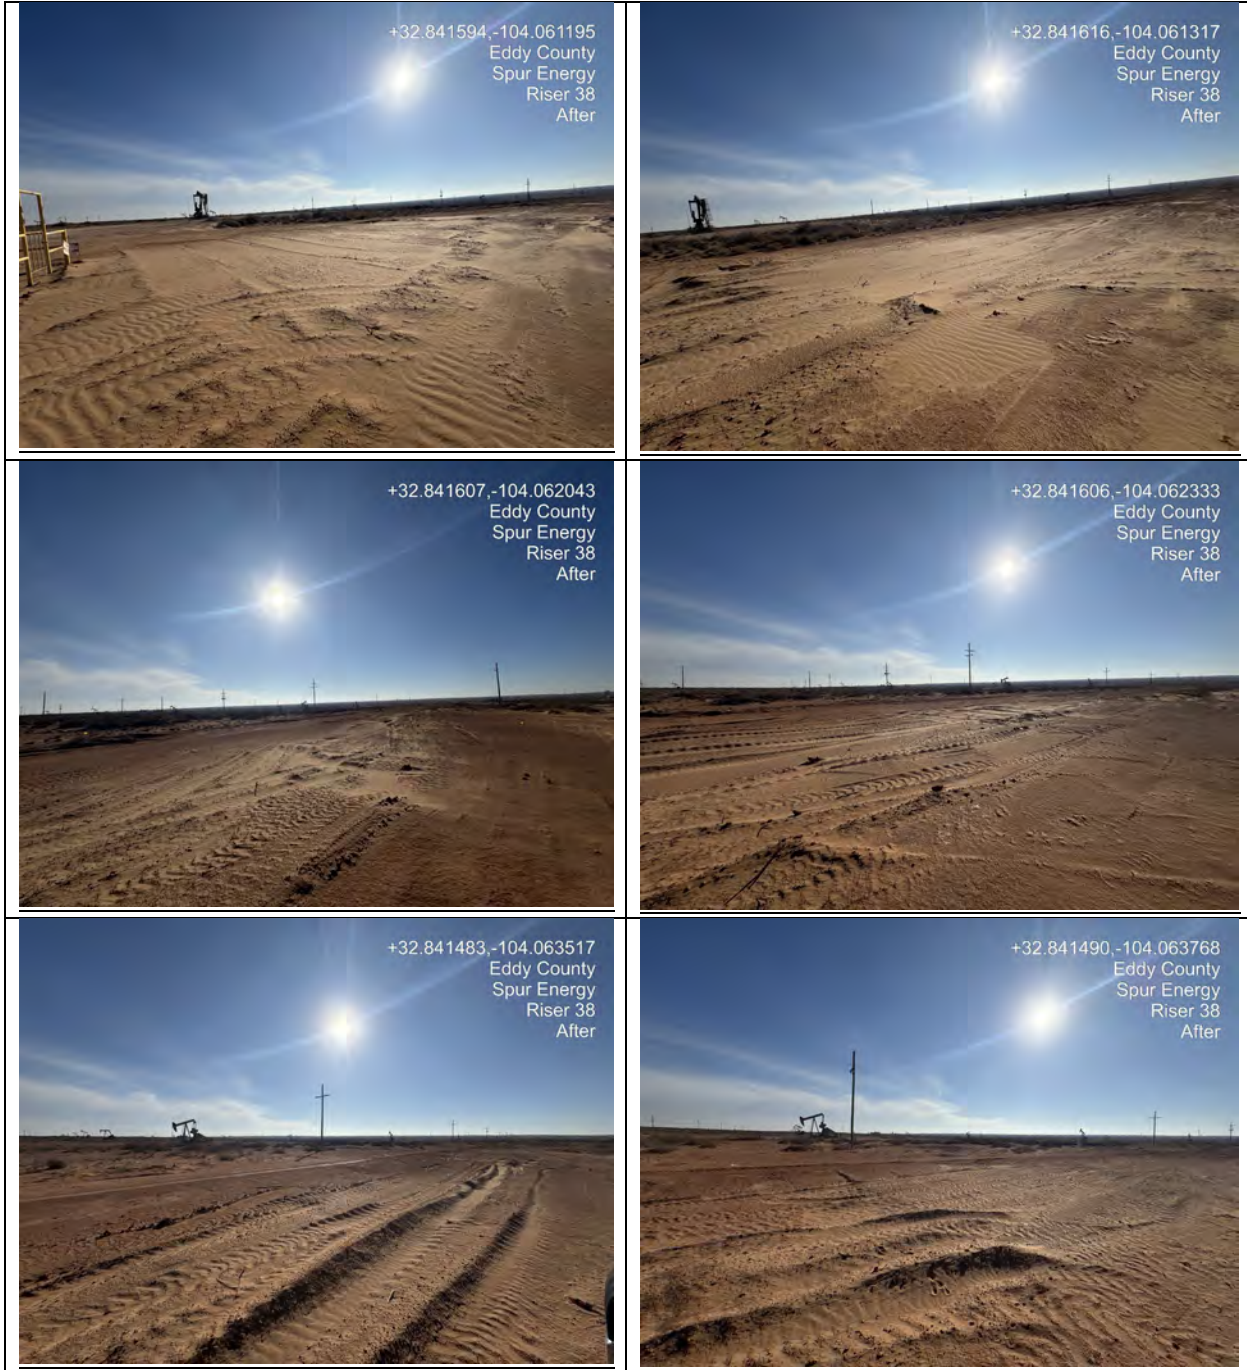 +32.841594,-104.061195
Eddy County
Spur Energy
Riser 38
After
+32.841616,-104.061317
Eddy County
Spur Energy
Riser 38
After
+32.841607,-104.062043
Eddy County
Spur Energy
Riser 38
After
+32.841606,-104.062333
Eddy County
Spur Energy
Riser 38
After
+32.841483,-104.063517
Eddy County
Spur Energy
Riser 38
After
+32.841490,-104.063768
Eddy County
Spur Energy
Riser 38
After